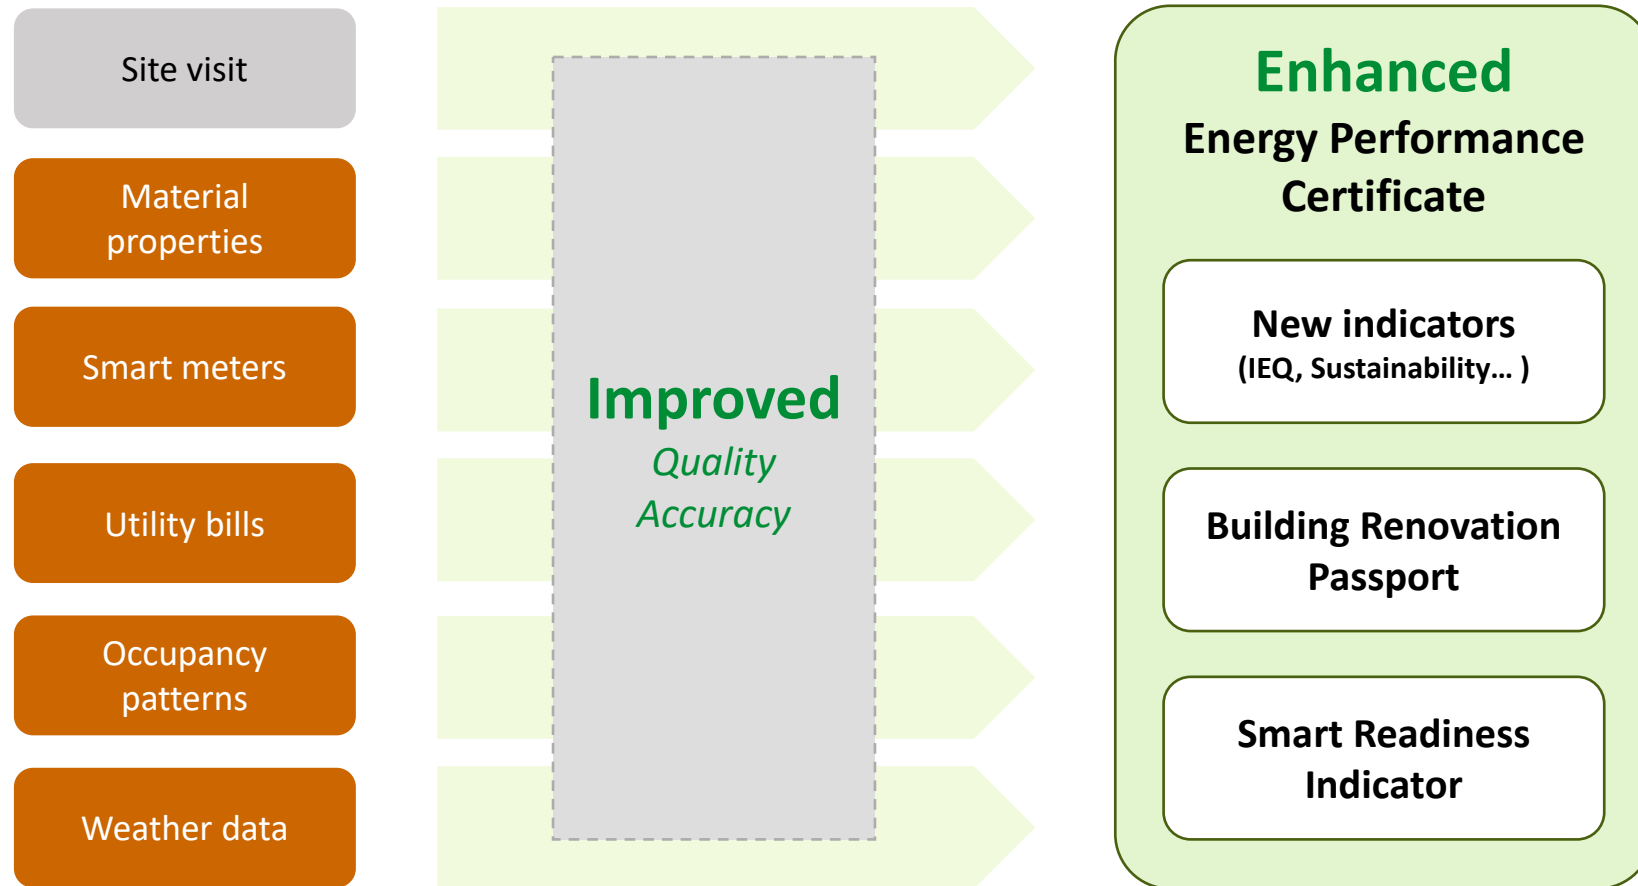 Site visit
Material
properties
Smart meters
Utility bills
Occupancy
patterns
Weather data
Improved
Quality
Accuracy
Enhanced
Energy Performance
Certificate
New indicators
(IEQ, Sustainability... )
Building Renovation
Passport
Smart Readiness
Indicator